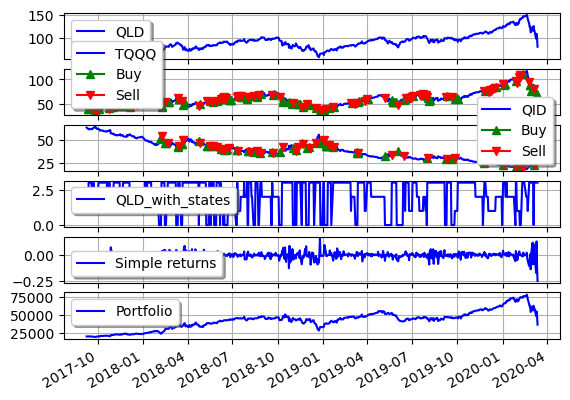 150
100
QLD
100
50
TQQQ
Buy
Sell
50
25
QID
Buy
Sell
2.5
0.0
QLD_with_states
0.00
−0.25
Simple returns
75000
50000
25000
Portfolio
2017-10
2018-01
2018-04
2018-07
2018-10
2019-01
2019-04
2019-07
2019-10
2020-01
2020-04